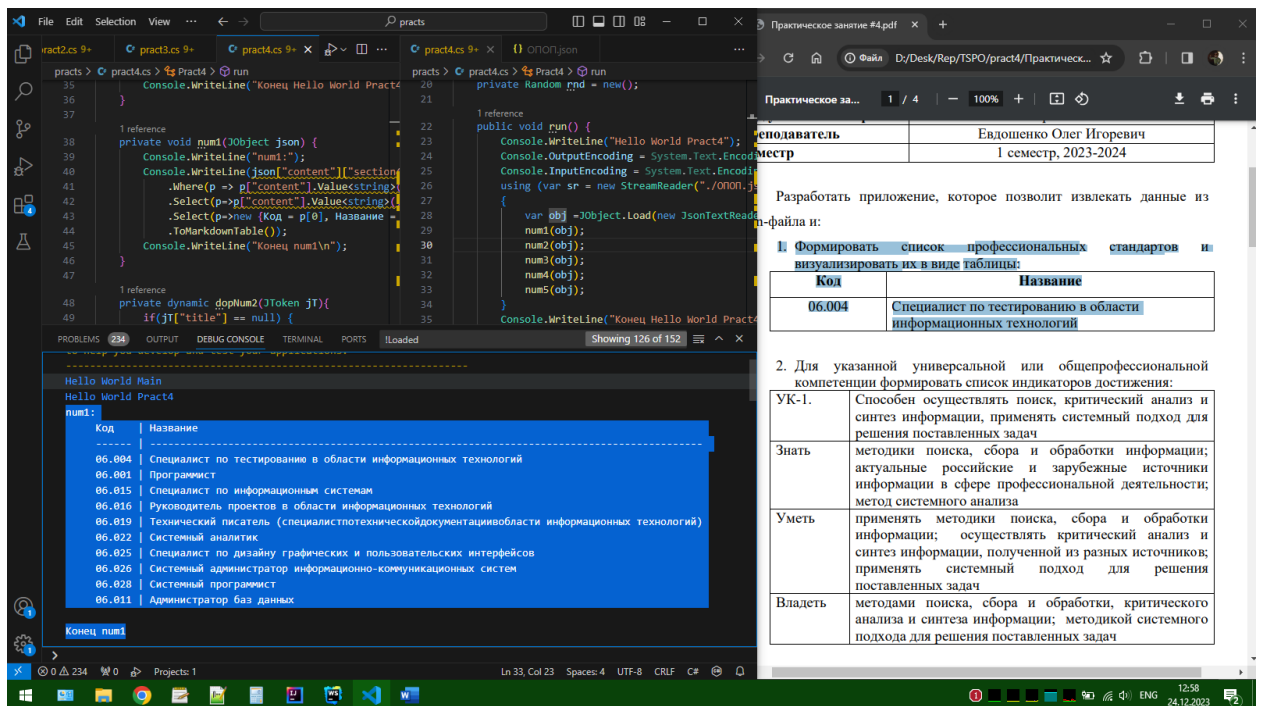 File Edit Selection View ··· practs
ract2.cs 9+ pract3.cs 9+ pract4.cs 9+ pract4.cs 9+ ОПОП.json
practs > pract4.cs > Pract4 > run
35 Console.WriteLine("Конец Hello World Pract4
36 }
37
1 reference
38 private void num1(JObject json) {
39 Console.WriteLine("num1:");
40 Console.WriteLine(json["content"]["section
41 .Where(p => p["content"].Value<string>(
42 .Select(p=>p["content"].Value<string>(
43 .Select(p=>new {Код = p[0], Название =
44 .ToMarkdownTable());
45 Console.WriteLine("Конец num1\n");
46 }
47
1 reference
48 private dynamic dopNum2(JToken jT){
49 if(jT["title"] == null) {
practs > pract4.cs > Pract4 > run
20 private Random rnd = new();
21
1 reference
22 public void run() {
23 Console.WriteLine("Hello World Pract4");
24 Console.OutputEncoding = System.Text.Encodi
25 Console.InputEncoding = System.Text.Encodi
26 using (var sr = new StreamReader("./ОПОП.j
27 {
28 var obj =JObject.Load(new JsonTextReade
29 num1(obj);
30 num2(obj);
31 num3(obj);
32 num4(obj);
33 num5(obj);
34 }
35 Console.WriteLine("Конец Hello World Pract4
PROBLEMS 234 OUTPUT DEBUG CONSOLE TERMINAL PORTS !Loaded Showing 126 of 152
to help you develop and test your applications.
----------------------------------------------------------------
Hello World Main
Hello World Pract4
num1:
Код | Название
------ | ----------------------------------------------------------------------------------------
06.004 | Специалист по тестированию в области информационных технологий
06.001 | Программист
06.015 | Специалист по информационным системам
06.016 | Руководитель проектов в области информационных технологий
06.019 | Технический писатель (специалистпотехническойдокументациивобласти информационных технологий)
06.022 | Системный аналитик
06.025 | Специалист по дизайну графических и пользовательских интерфейсов
06.026 | Системный администратор информационно-коммуникационных систем
06.028 | Системный программист
06.011 | Администратор баз данных
Конец num1
0 234 0 Projects: 1 Ln 33, Col 23 Spaces: 4 UTF-8 CRLF C#
Практическое занятие #4.pdf
Файл D:/Desk/Rep/TSPO/pract4/Практическ...
Практическое за... 1 / 4 100%
еподаватель Евдошенко Олег Игоревич
местр 1 семестр, 2023-2024
Разработать приложение, которое позволит извлекать данные из
n-файла и:
1. Формировать список профессиональных стандартов и
визуализировать их в виде таблицы:
Код Название
06.004 Специалист по тестированию в области
информационных технологий
2. Для указанной универсальной или общепрофессиональной
компетенции формировать список индикаторов достижения:
УК-1. Способен осуществлять поиск, критический анализ и
синтез информации, применять системный подход для
решения поставленных задач
Знать методики поиска, сбора и обработки информации;
актуальные российские и зарубежные источники
информации в сфере профессиональной деятельности;
метод системного анализа
Уметь применять методики поиска, сбора и обработки
информации; осуществлять критический анализ и
синтез информации, полученной из разных источников;
применять системный подход для решения
поставленных задач
Владеть методами поиска, сбора и обработки, критического
анализа и синтеза информации; методикой системного
подхода для решения поставленных задач
ENG 12:58
24.12.2023